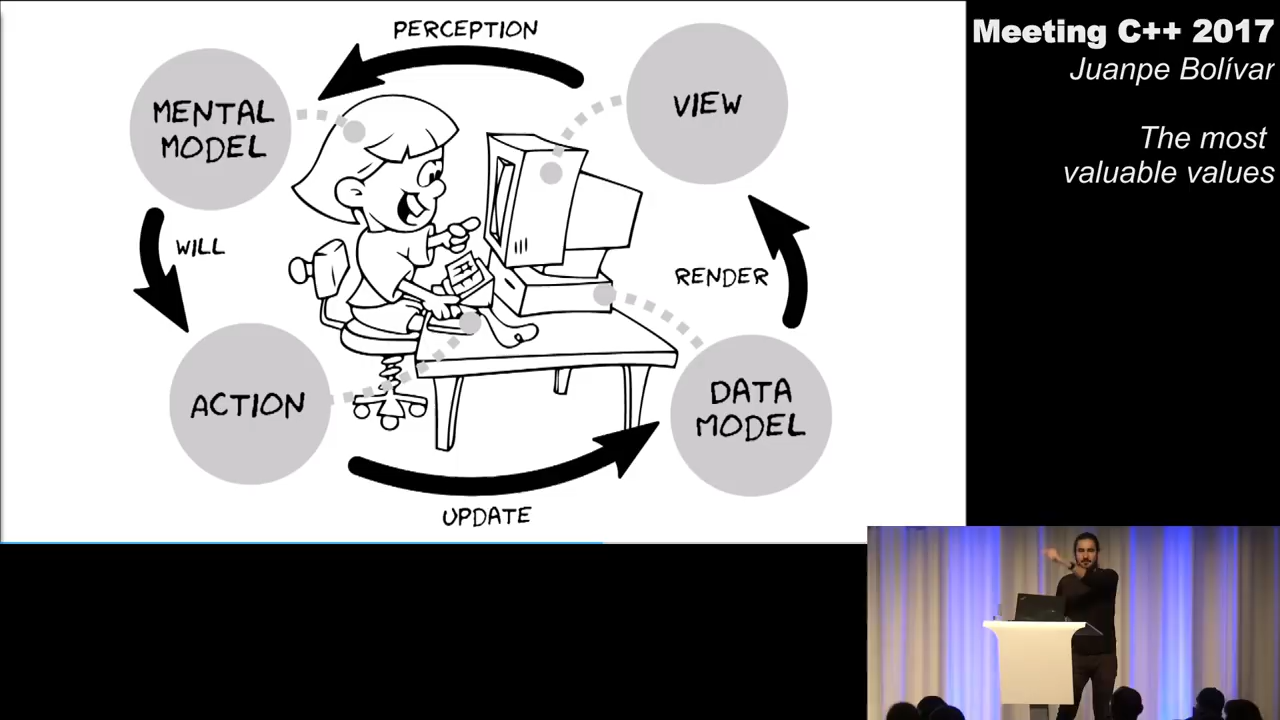 PERCEPTION
MENTAL
MODEL
VIEW
WILL
RENDER
ACTION
DATA
MODEL
UPDATE
Meeting C++ 2017
Juanpe Bolívar
The most
valuable values